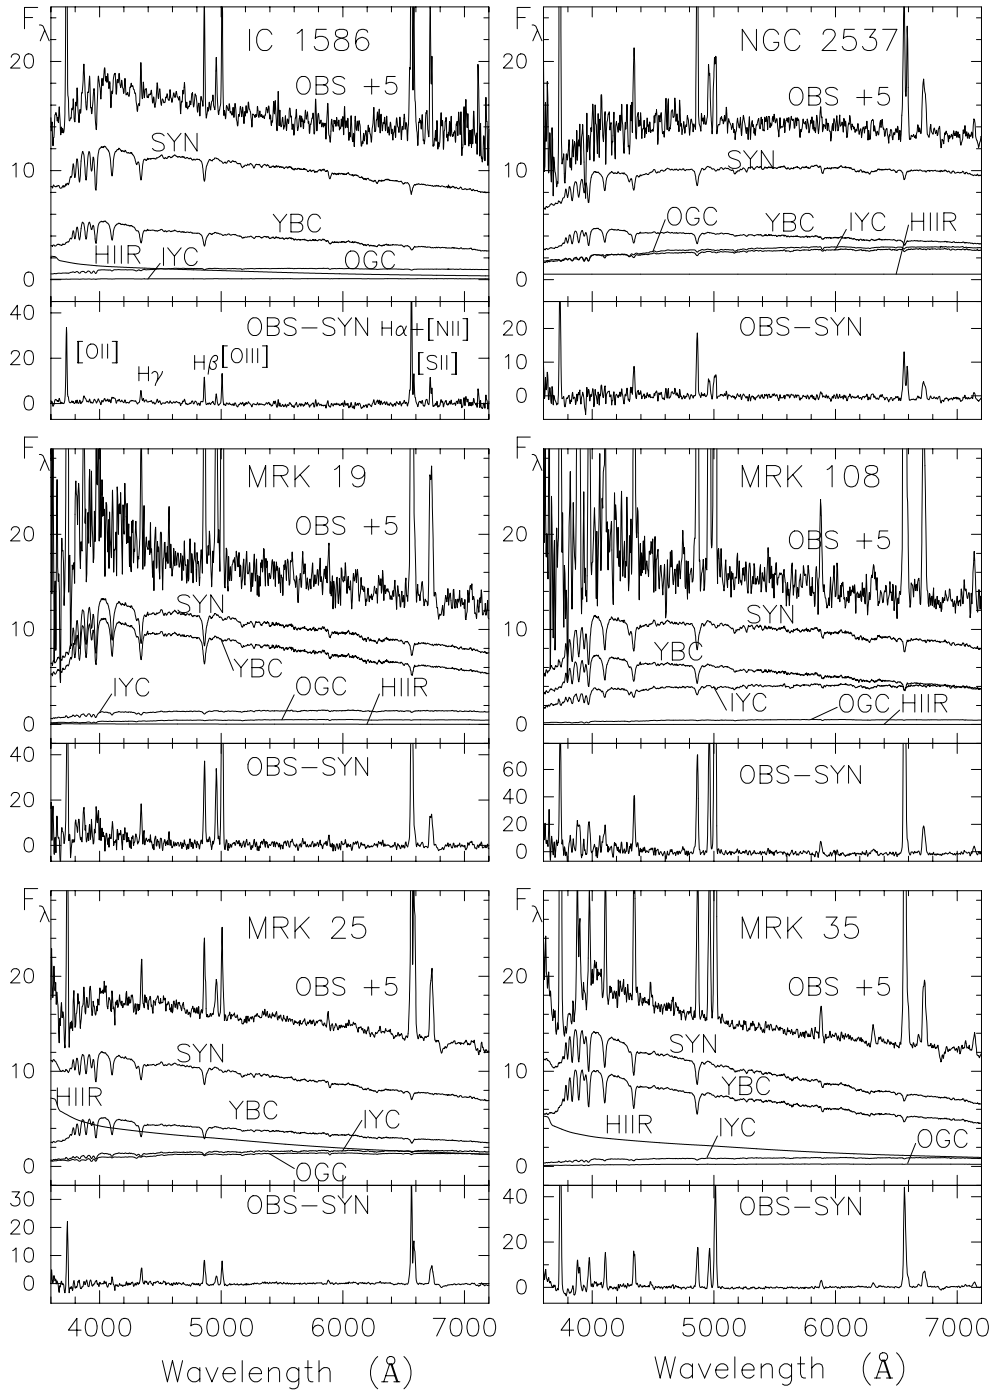 Fλ
IC 1586
20
OBS +5
SYN
10
YBC
HIIR
IYC
OGC
0
40
OBS−SYN
Hα+[NII]
[OII]
Hγ
Hβ
[OIII]
[SII]
20
0
Fλ
NGC 2537
20
OBS +5
SYN
10
OGC
YBC
IYC
HIIR
0
OBS−SYN
20
10
0
Fλ
MRK 19
20
OBS +5
SYN
10
YBC
IYC
OGC
HIIR
0
40
OBS−SYN
20
0
Fλ
MRK 108
20
OBS +5
SYN
10
YBC
IYC
OGC
HIIR
0
60
OBS−SYN
40
20
0
Fλ
MRK 25
20
OBS +5
SYN
10
HIIR
YBC
IYC
OGC
0
30
OBS−SYN
20
10
0
4000 5000 6000 7000
Wavelength (Å)
Fλ
MRK 35
20
OBS +5
SYN
10
YBC
HIIR
IYC
OGC
0
40
OBS−SYN
20
0
4000 5000 6000 7000
Wavelength (Å)